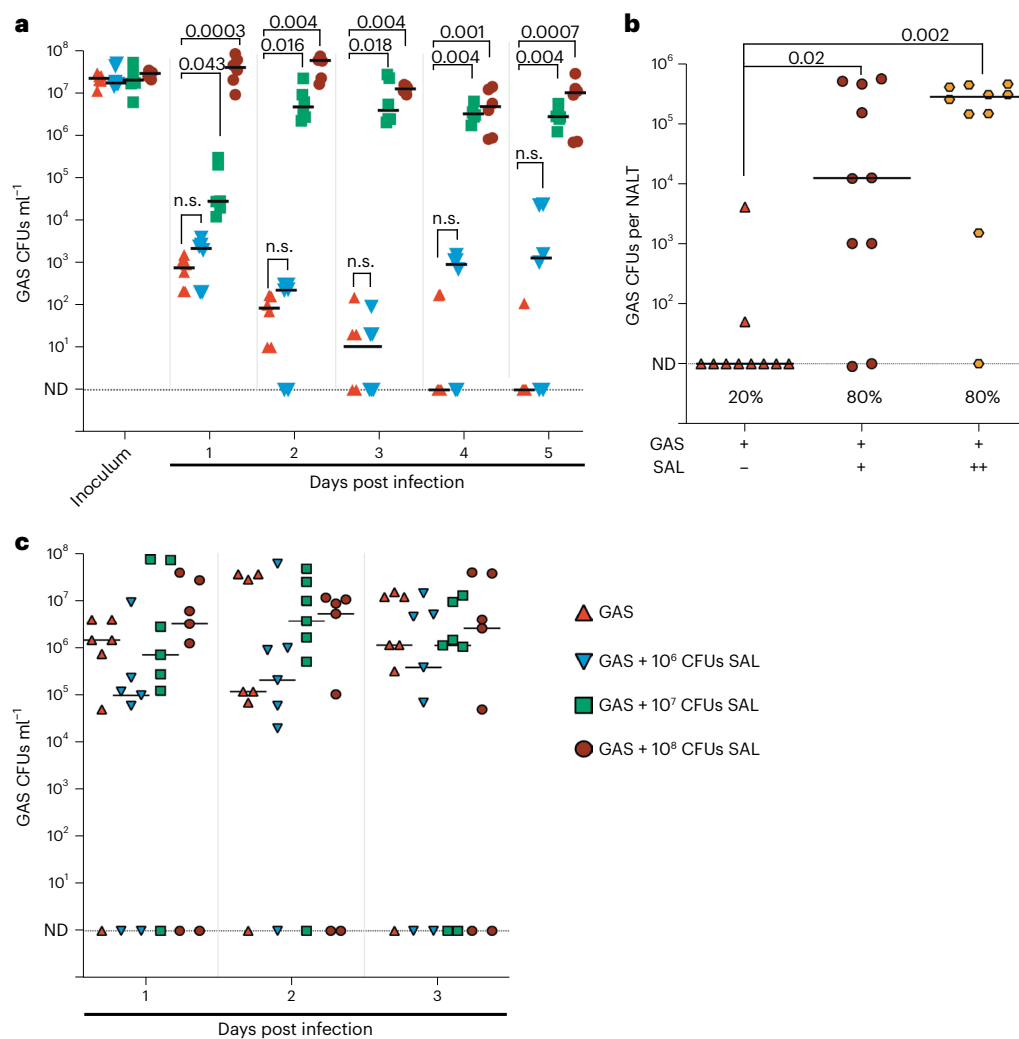 a
GAS CFUs ml⁻¹
10⁸
10⁷
10⁶
10⁵
10⁴
10³
10²
10¹
ND
0.0003
0.043
n.s.
0.004
0.016
n.s.
0.004
0.018
n.s.
0.001
0.004
n.s.
0.0007
0.004
n.s.
Inoculum
1 2 3 4 5
Days post infection
b
GAS CFUs per NALT
10⁶
10⁵
10⁴
10³
10²
ND
0.002
0.02
20% 80% 80%
GAS + + +
SAL – + ++
c
GAS CFUs ml⁻¹
10⁸
10⁷
10⁶
10⁵
10⁴
10³
10²
10¹
ND
1 2 3
Days post infection
GAS
GAS + 10⁶ CFUs SAL
GAS + 10⁷ CFUs SAL
GAS + 10⁸ CFUs SAL